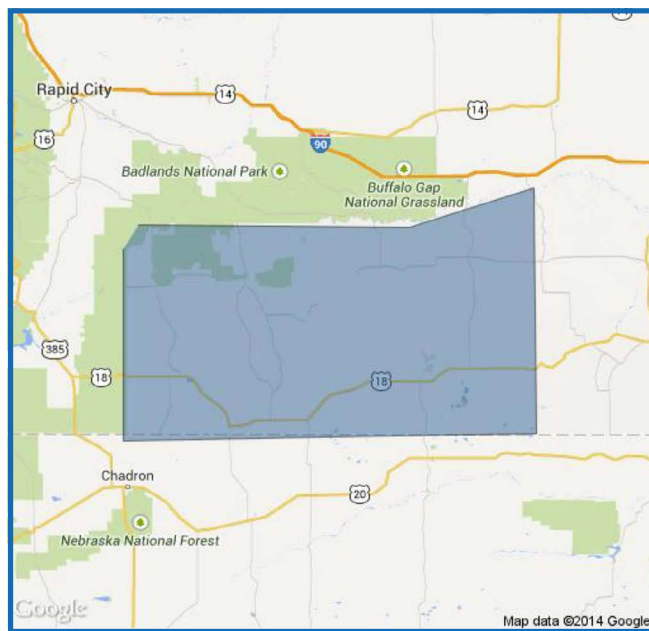 14
Rapid City
14
14
16
90
Badlands National Park
Buffalo Gap
National Grassland
385
18
18
Chadron
20
Nebraska National Forest
Google
Map data ©2014 Google